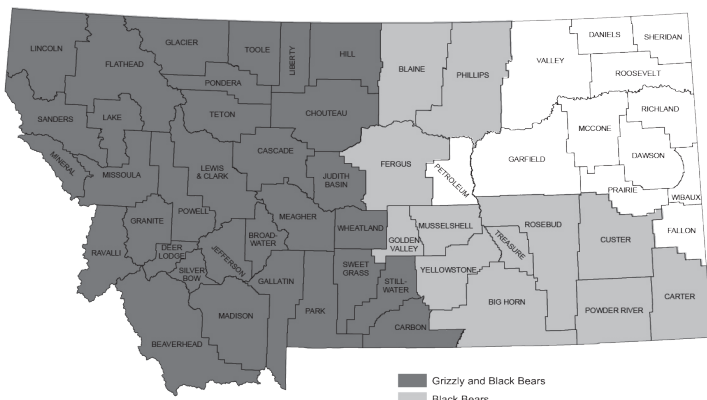 LINCOLN
FLATHEAD
GLACIER
TOOLE
LIBERTY
HILL
BLAINE
PHILLIPS
VALLEY
DANIELS
SHERIDAN
ROOSEVELT
PONDERA
TETON
CHOUTEAU
SANDERS
LAKE
MINERAL
MISSOULA
LEWIS
& CLARK
CASCADE
JUDITH
BASIN
FERGUS
PETROLEUM
GARFIELD
MCCONE
RICHLAND
DAWSON
PRAIRIE
WIBAUX
POWELL
GRANITE
RAVALLI
DEER
LODGE
SILVER
BOW
JEFFERSON
BROAD-
WATER
MEAGHER
WHEATLAND
GOLDEN
VALLEY
MUSSELSHELL
TREASURE
ROSEBUD
CUSTER
FALLON
BEAVERHEAD
MADISON
GALLATIN
PARK
SWEET
GRASS
STILL-
WATER
CARBON
YELLOWSTONE
BIG HORN
POWDER RIVER
CARTER
Grizzly and Black Bears
Black Bears